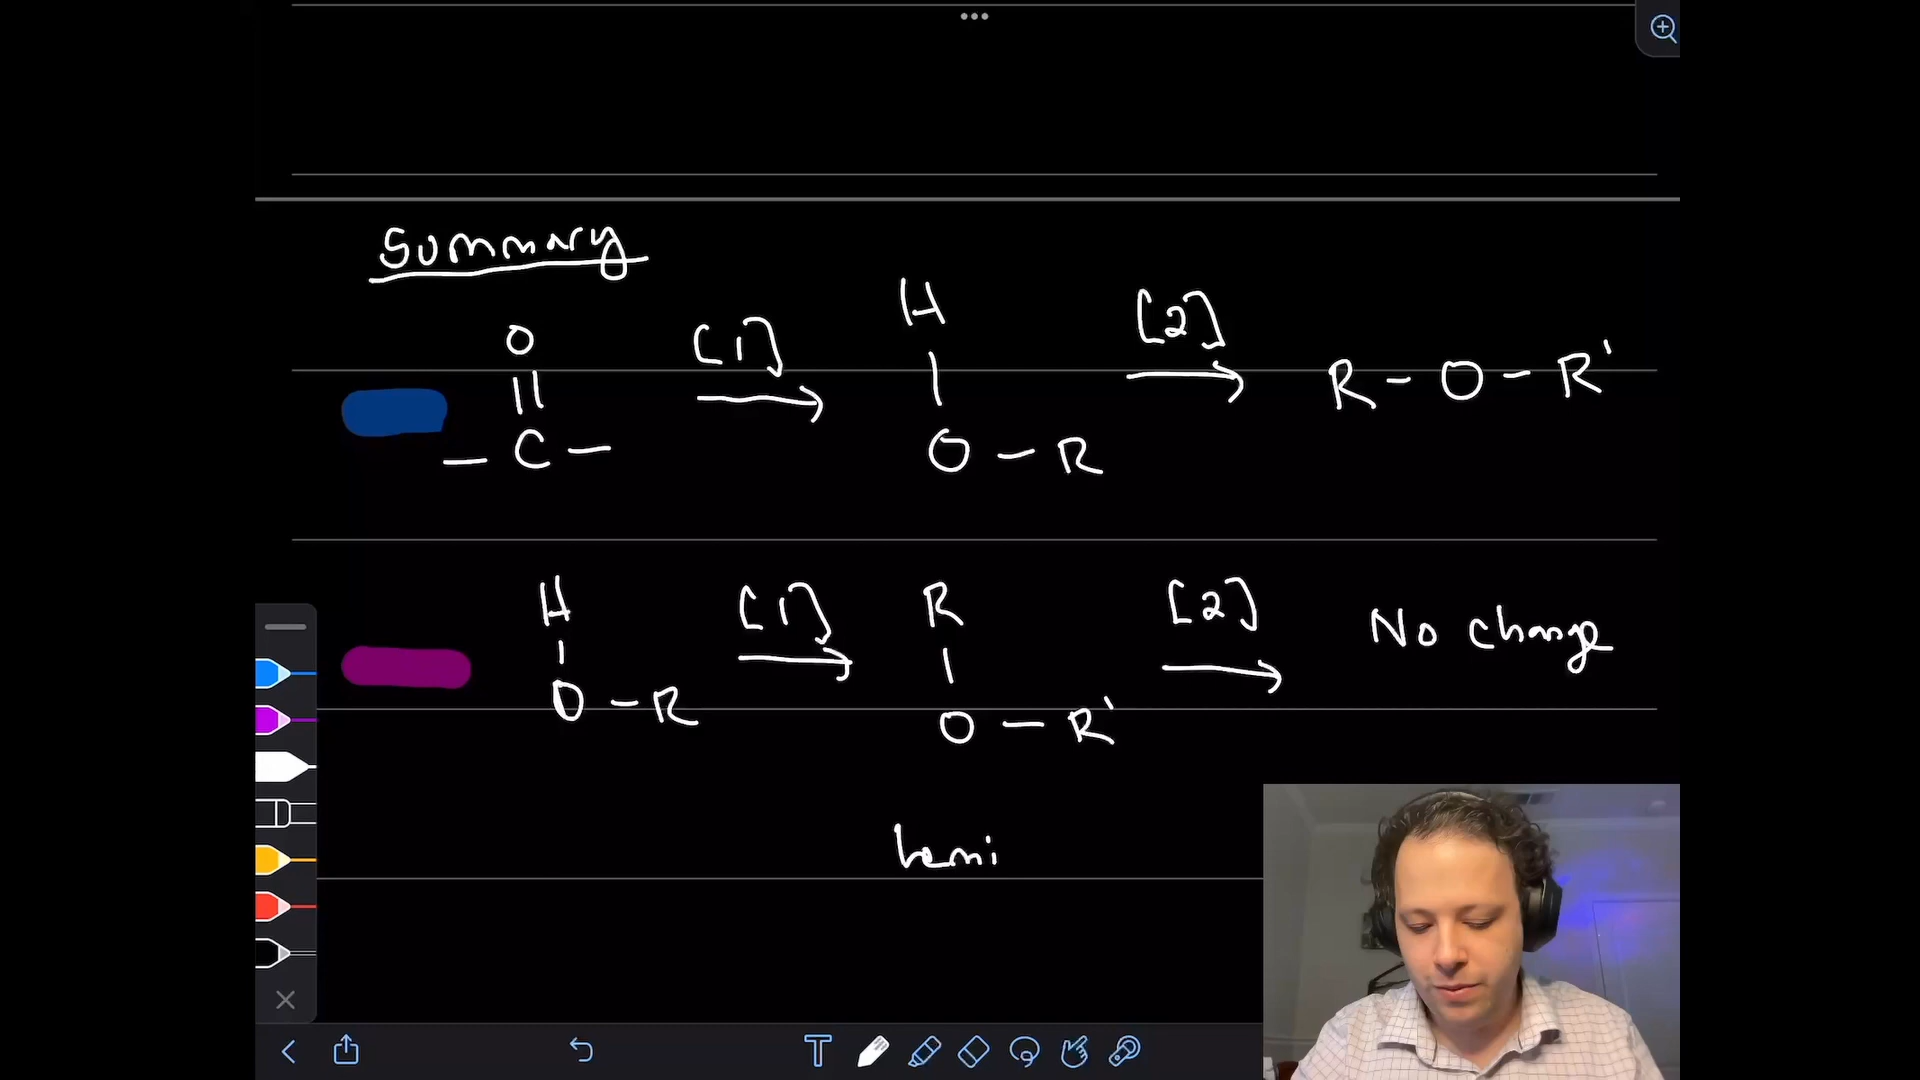 Summary
O
||
— C —
[1]
→
H
|
O — R
[2]
→
R - O - R'
H
|
O - R
[1]
→
R
|
O — R'
[2]
→
No change
hemi
T